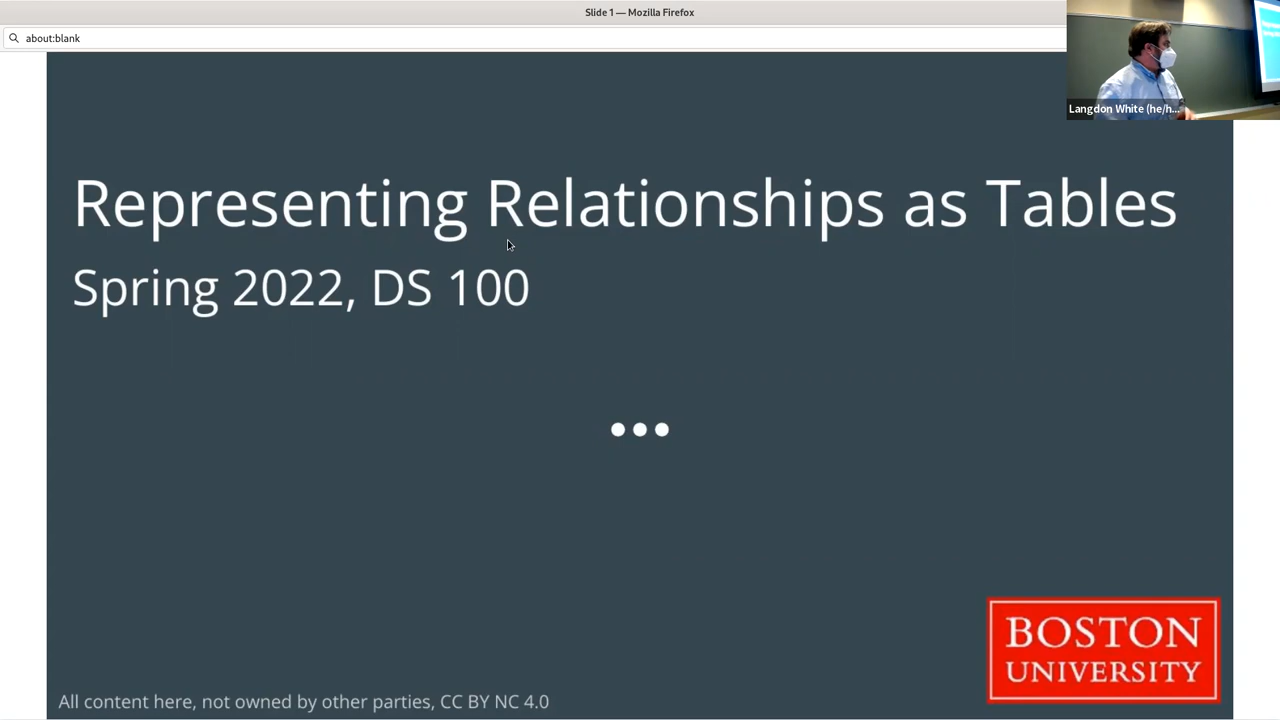 Slide 1 — Mozilla Firefox
about:blank
Langdon White (he/h...
Representing Relationships as Tables
Spring 2022, DS 100
BOSTON
UNIVERSITY
All content here, not owned by other parties, CC BY NC 4.0